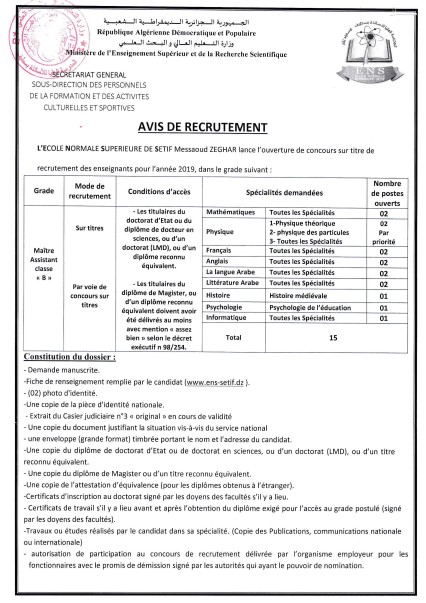 الجمهورية الجزائرية الديمقراطية الشعبية
République Algérienne Démocratique et Populaire
وزارة التعليم العالي و البحث العلمي
Ministère de l'Enseignement Supérieur et de la Recherche Scientifique
SECRETARIAT GENERAL
SOUS-DIRECTION DES PERSONNELS
DE LA FORMATION ET DES ACTIVITES
CULTURELLES ET SPORTIVES
ENS
AVIS DE RECRUTEMENT
L'ECOLE NORMALE SUPERIEURE DE SETIF Messaoud ZEGHAR lance l'ouverture de concours sur titre de
recrutement des enseignants pour l'année 2019, dans le grade suivant :
Grade
Mode de recrutement
Conditions d'accès
Spécialités demandées
Nombre de postes ouverts
Maître Assistant classe « B »
Sur titres
Par voie de concours sur titres
- Les titulaires du doctorat d'Etat ou du diplôme de docteur en sciences, ou d'un doctorat (LMD), ou d'un diplôme reconnu équivalent.
- Les titulaires du diplôme de Magister, ou d'un diplôme reconnu équivalent doivent avoir été délivrés au moins avec mention « assez bien » selon le décret exécutif n 98/254.
Mathématiques Toutes les Spécialités 02
Physique
1-Physique théorique
2- physique des particules
3- Toutes les Spécialités
02
Par
priorité
Français Toutes les Spécialités 02
Anglais Toutes les Spécialités 02
La langue Arabe Toutes les Spécialités 02
Littérature Arabe Toutes les Spécialités 02
Histoire Histoire médiévale 01
Psychologie Psychologie de l'éducation 01
Informatique Toutes les Spécialités 01
Total 15
Constitution du dossier :
- Demande manuscrite.
-Fiche de renseignement remplie par le candidat (www.ens-setif.dz ).
- (02) photo d'identité.
-Une copie de la pièce d'identité nationale.
- Extrait du Casier judiciaire n°3 « original » en cours de validité
- Une copie du document justifiant la situation vis-à-vis du service national
- une enveloppe (grande format) timbrée portant le nom et l'adresse du candidat.
-Une copie du diplôme de doctorat d'Etat ou de doctorat en sciences, ou d'un doctorat (LMD), ou d'un titre
reconnu équivalent.
-Une copie du diplôme de Magister ou d'un titre reconnu équivalent.
-Une copie de l'attestation d'équivalence (pour les diplômes obtenus à l'étranger).
-Certificats d'inscription au doctorat signé par les doyens des facultés s'il y a lieu.
- Certificats de travail s'il y a lieu avant et après l'obtention du diplôme exigé pour l'accès au grade postulé (signé
par les doyens des facultés).
-Travaux ou études réalisés par le candidat dans sa spécialité. (Copie des Publications, communications nationale
ou internationale)
- autorisation de participation au concours de recrutement délivrée par l'organisme employeur pour les
fonctionnaires avec le promis de démission signé par les autorités qui ayant le pouvoir de nomination.